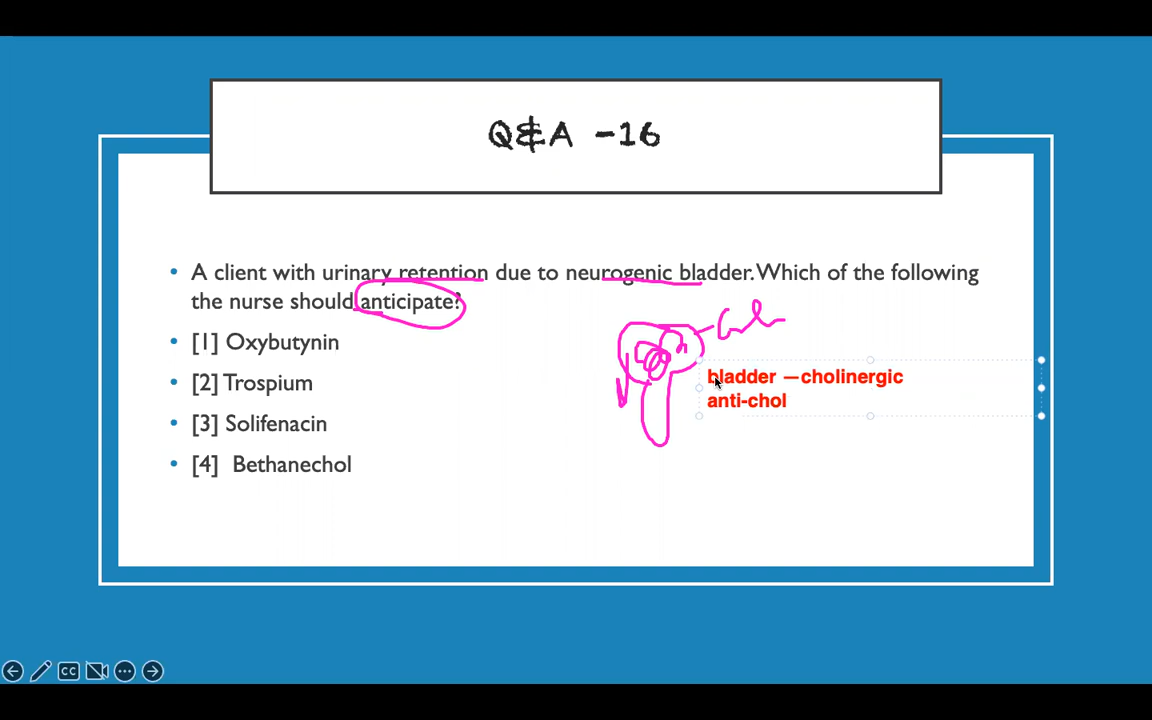 Q&A -16
• A client with urinary retention due to neurogenic bladder. Which of the following
the nurse should anticipate?
• [1] Oxybutynin
• [2] Trospium
• [3] Solifenacin
• [4] Bethanechol
bladder —cholinergic
anti-chol
CC